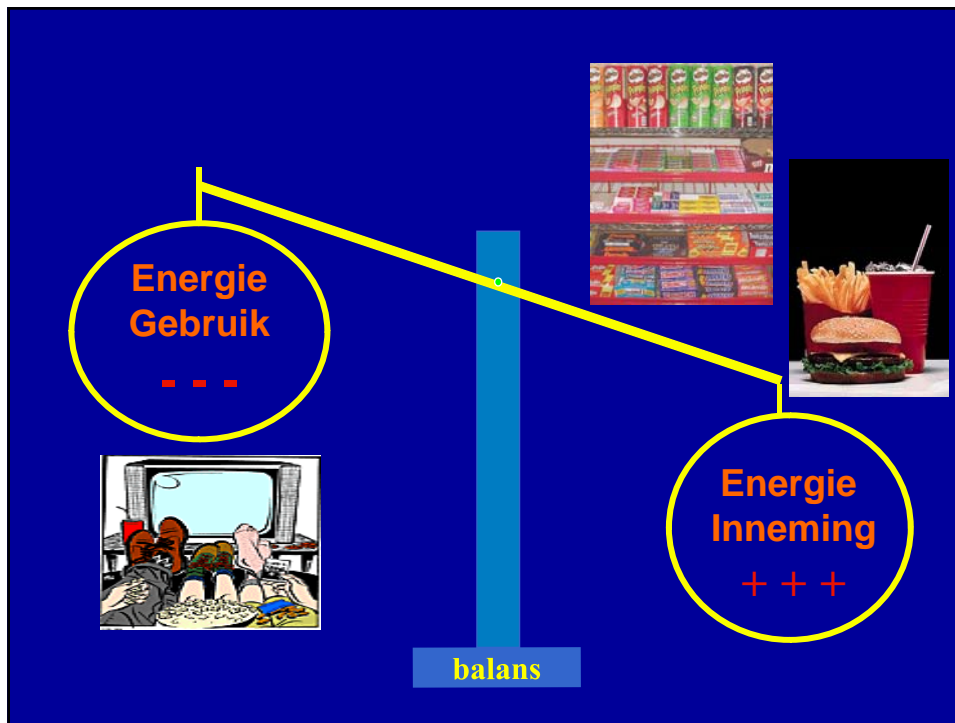 Energie
Gebruik
- - -
Energie
Inneming
+ + +
balans